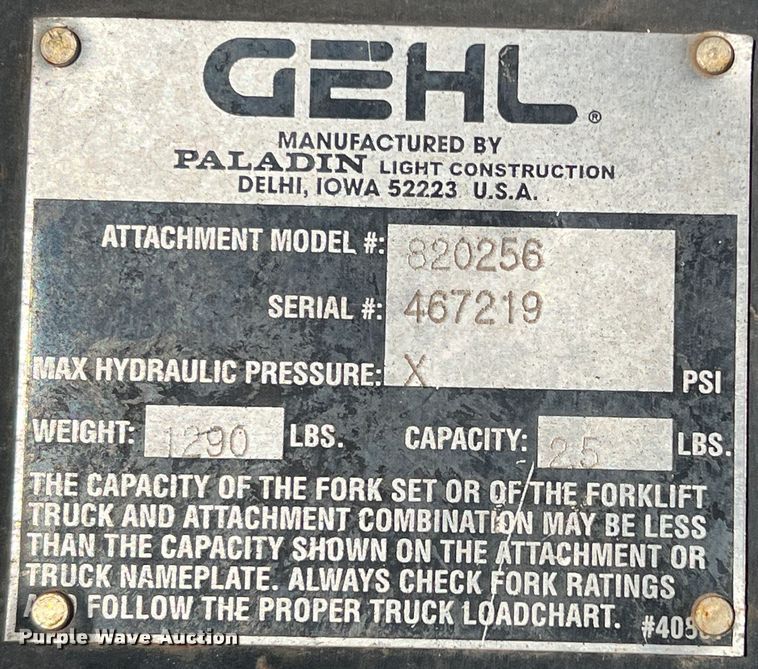 GEHL®
MANUFACTURED BY
PALADIN LIGHT CONSTRUCTION
DELHI, IOWA 52223 U.S.A.
ATTACHMENT MODEL #: 820256
SERIAL #: 467219
MAX HYDRAULIC PRESSURE: X PSI
WEIGHT: 1290 LBS. CAPACITY: 2.5 LBS.
THE CAPACITY OF THE FORK SET OR OF THE FORKLIFT
TRUCK AND ATTACHMENT COMBINATION MAY BE LESS
THAN THE CAPACITY SHOWN ON THE ATTACHMENT OR
TRUCK NAMEPLATE. ALWAYS CHECK FORK RATINGS
FOLLOW THE PROPER TRUCK LOADCHART.
Purple Wave Auction